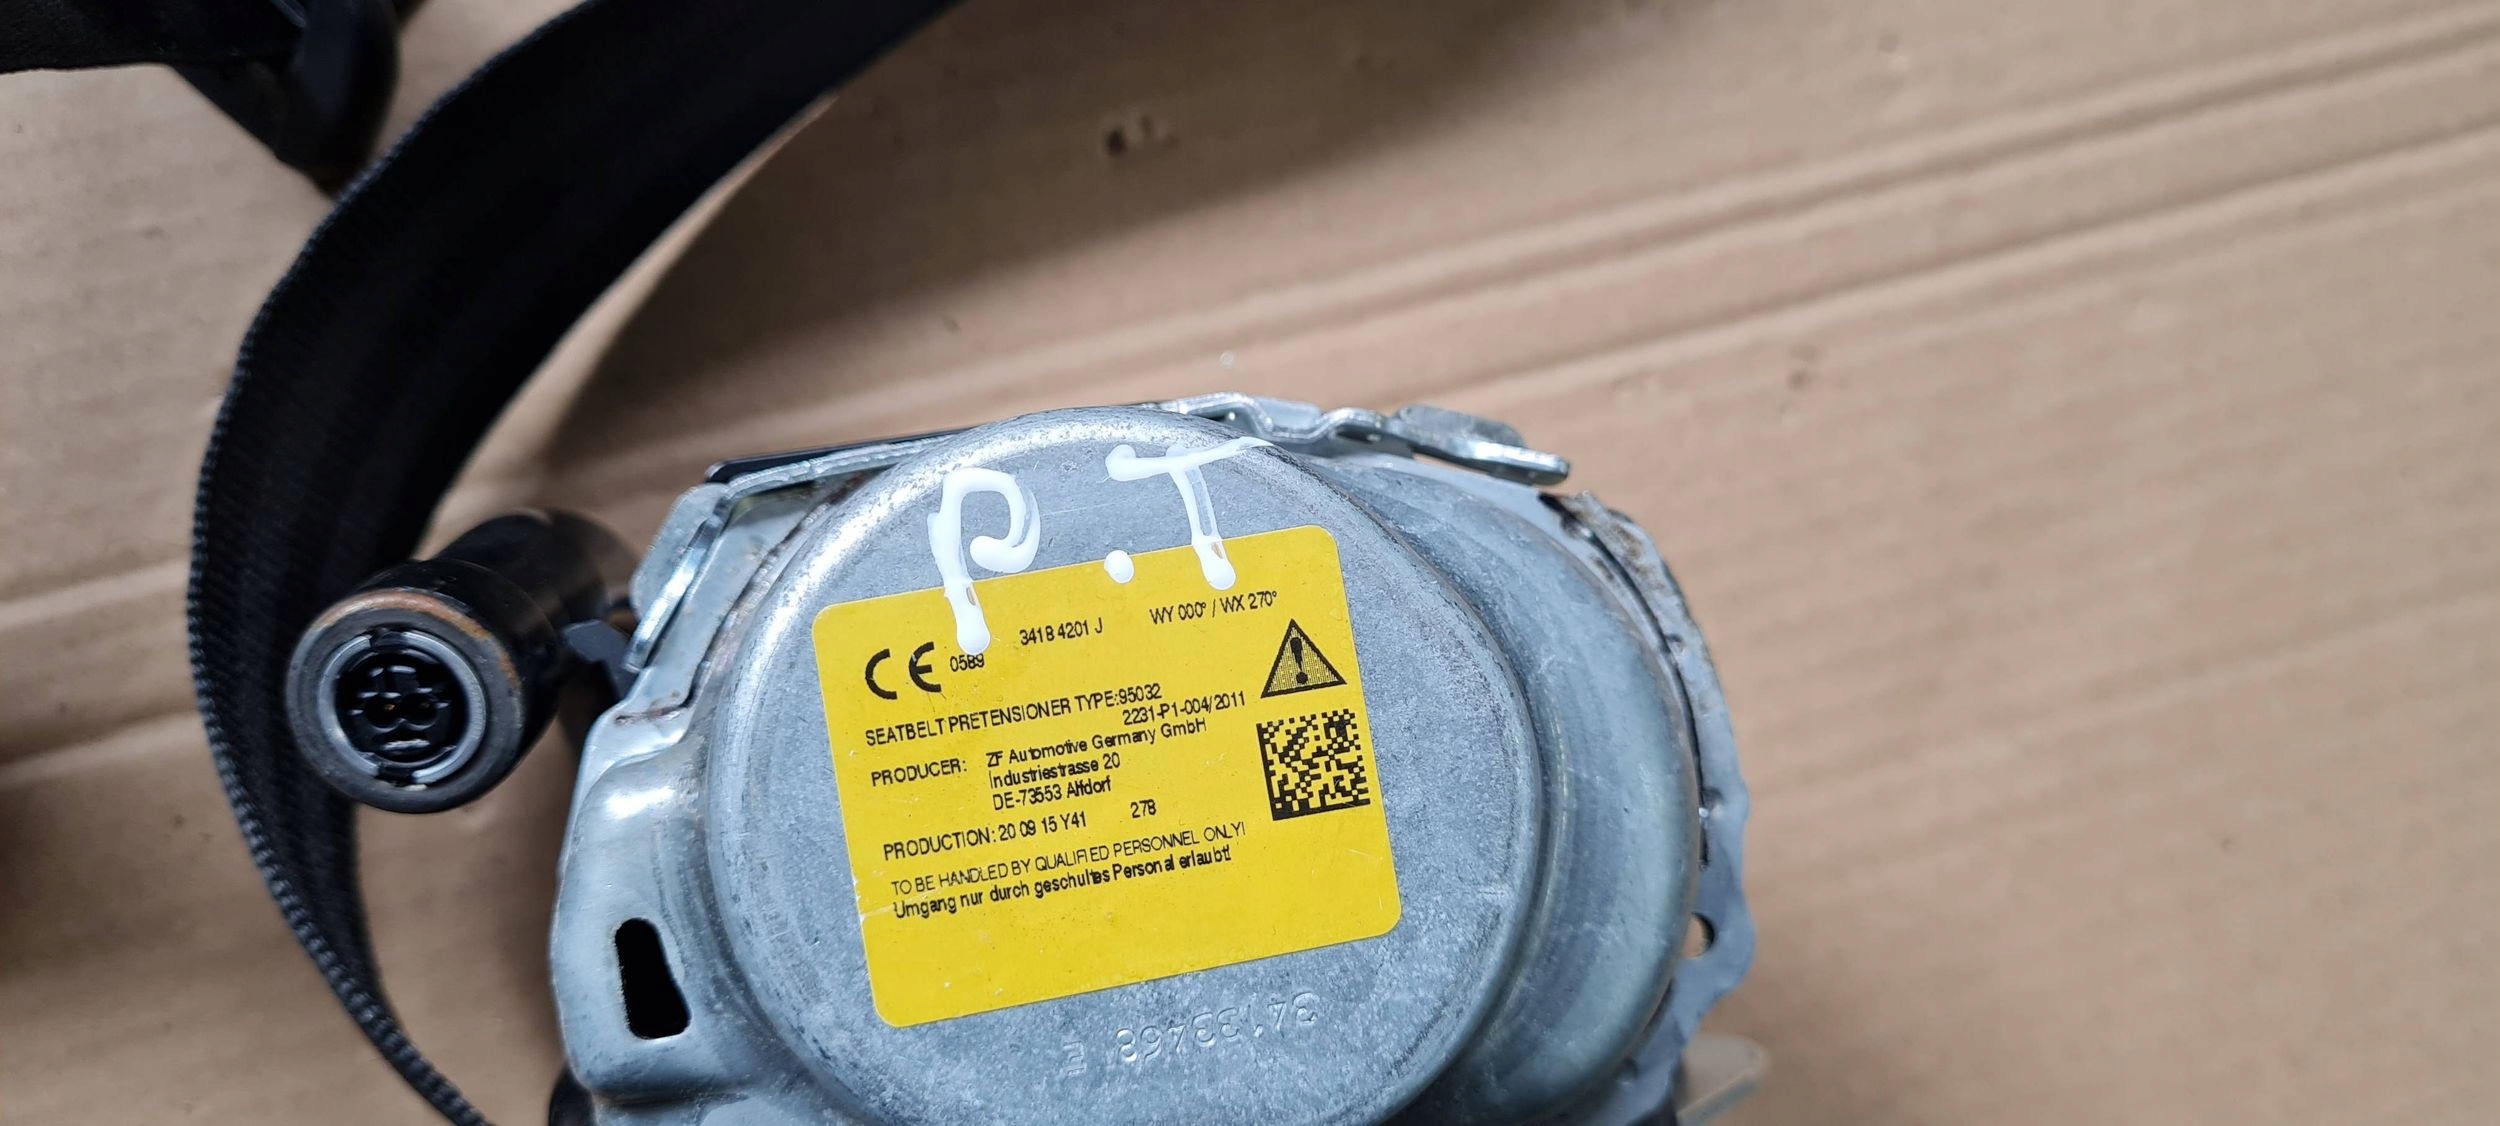 P.T
3418 4201 J WY 000° / WX 270°
CE 0589
SEATBELT PRETENSIONER TYPE:95032
2231-P1-004/2011
PRODUCER: ZF Automotive Germany GmbH
Industriestrasse 20
DE-73553 Alfdorf
PRODUCTION: 20 09 15 Y41 278
TO BE HANDLED BY QUALIFIED PERSONNEL ONLY!
Umgang nur durch geschultes Personal erlaubt!
34133468 E